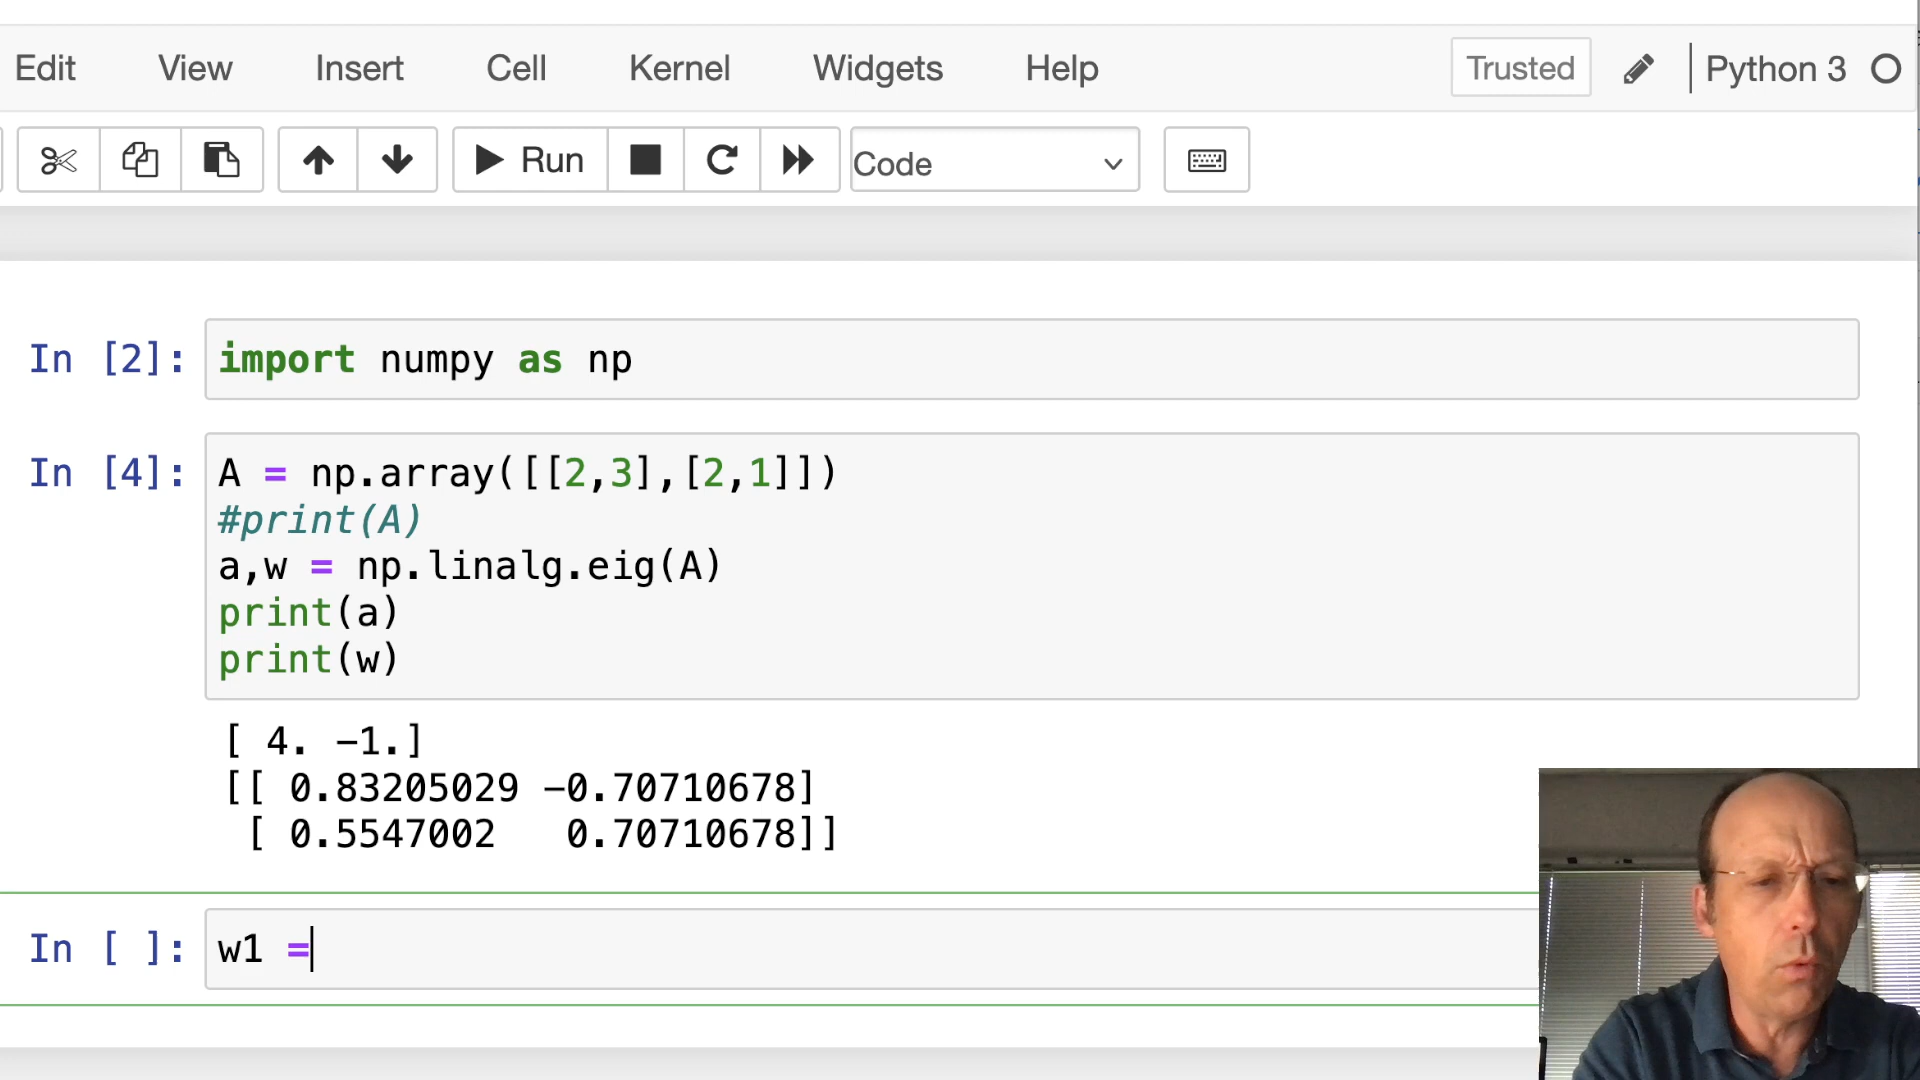 Edit View Insert Cell Kernel Widgets Help Trusted Python 3
Run Code
In [2]: import numpy as np
In [4]: A = np.array([[2,3],[2,1]])
#print(A)
a,w = np.linalg.eig(A)
print(a)
print(w)
[ 4. -1.]
[[ 0.83205029 -0.70710678]
[ 0.5547002   0.70710678]]
In [ ]: w1 =